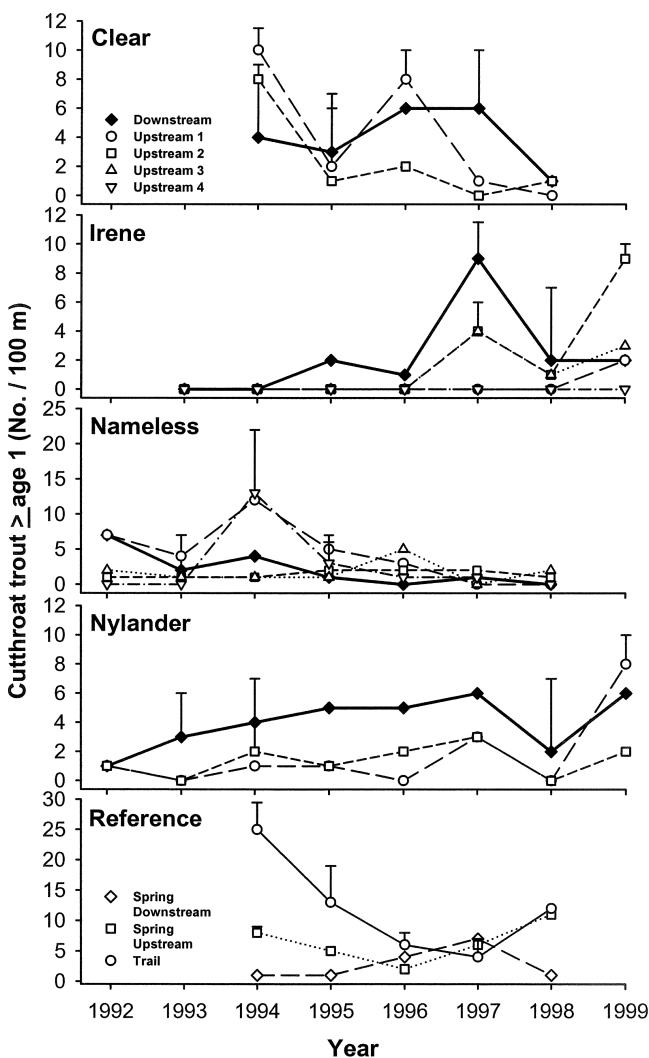 Cutthroat trout > age 1 (No. / 100 m)
12
10
8
6
4
2
0
Clear
Downstream
Upstream 1
Upstream 2
Upstream 3
Upstream 4
12
10
8
6
4
2
0
Irene
25
20
15
10
5
0
Nameless
12
10
8
6
4
2
0
Nylander
30
25
20
15
10
5
0
Reference
Spring
Downstream
Spring
Upstream
Trail
1992 1993 1994 1995 1996 1997 1998 1999
Year